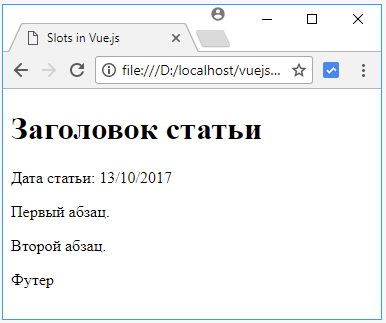 Slots in Vue.js
file:///D:/localhost/vuejs...
Заголовок статьи
Дата статьи: 13/10/2017
Первый абзац.
Второй абзац.
Футер